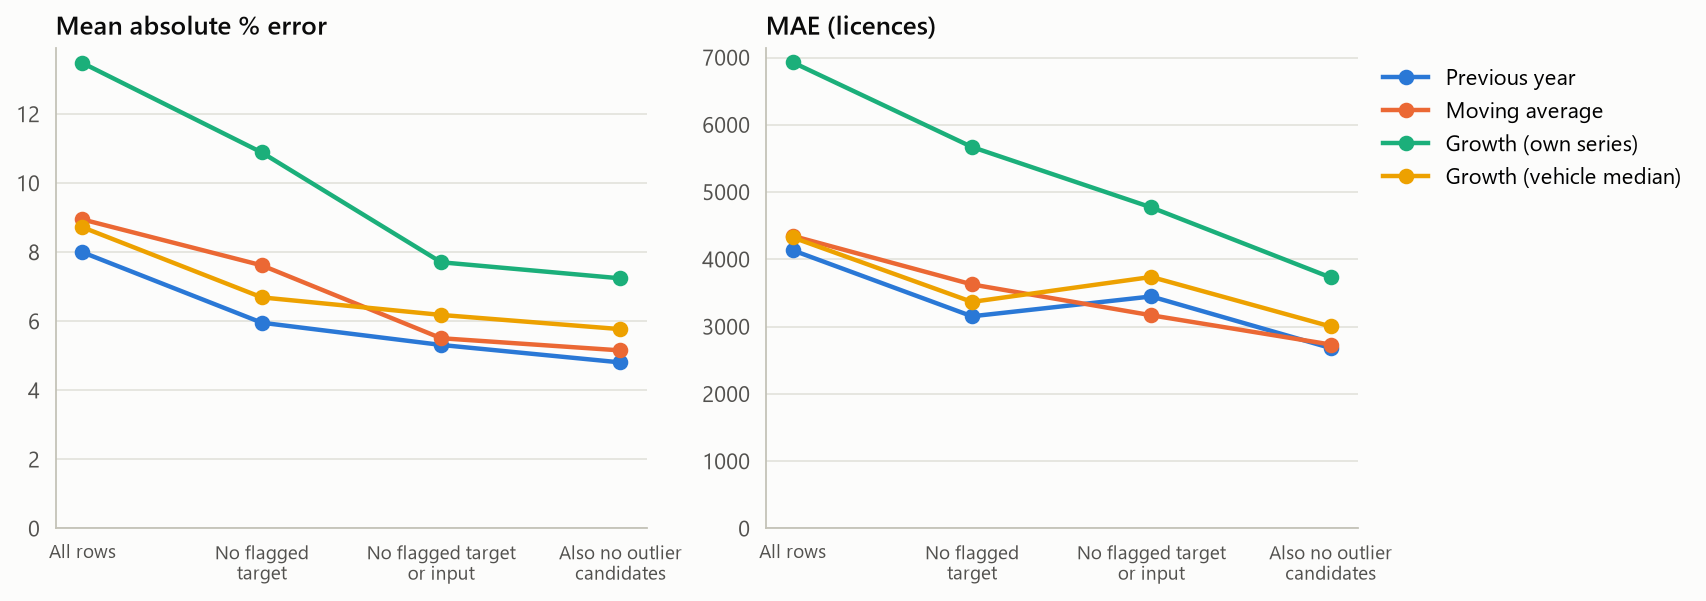 Mean absolute % error
12
10
8
6
4
2
0
All rows
No flagged
target
No flagged target
or input
Also no outlier
candidates
MAE (licences)
7000
6000
5000
4000
3000
2000
1000
0
All rows
No flagged
target
No flagged target
or input
Also no outlier
candidates
Previous year
Moving average
Growth (own series)
Growth (vehicle median)